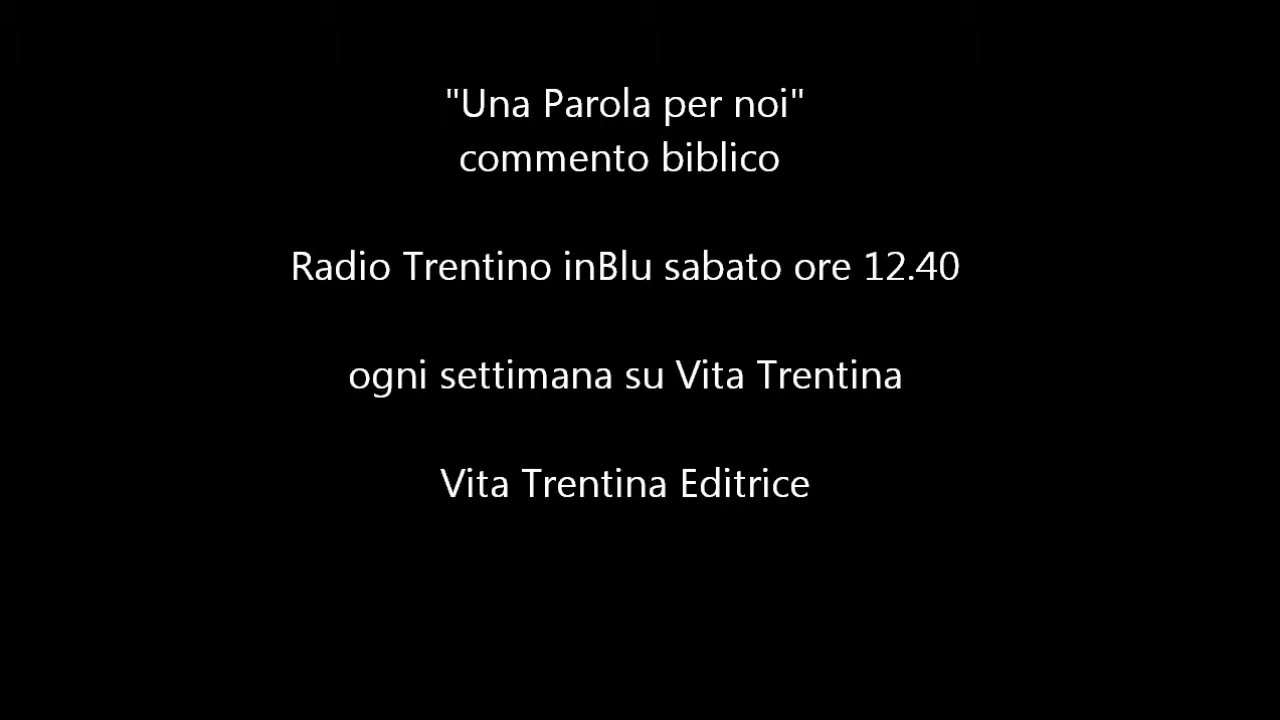 "Una Parola per noi"
commento biblico
Radio Trentino inBlu sabato ore 12.40
ogni settimana su Vita Trentina
Vita Trentina Editrice